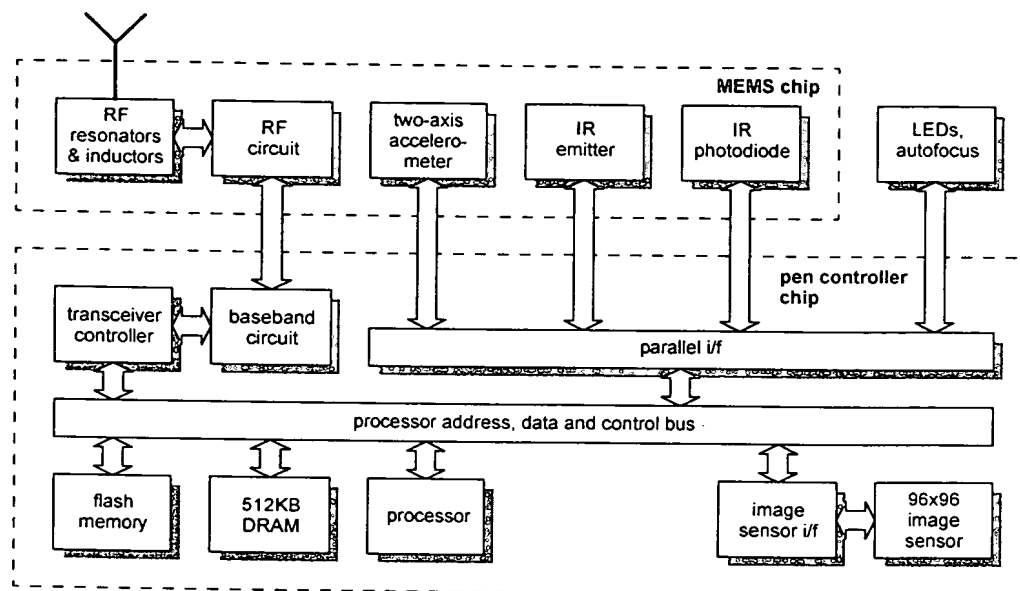 MEMS chip
RF
resonators
& inductors
RF
circuit
two-axis
accelero-
meter
IR
emitter
IR
photodiode
LEDs,
autofocus
pen controller
chip
transceiver
controller
baseband
circuit
parallel i/f
processor address, data and control bus
flash
memory
512KB
DRAM
processor
image
sensor i/f
96x96
image
sensor